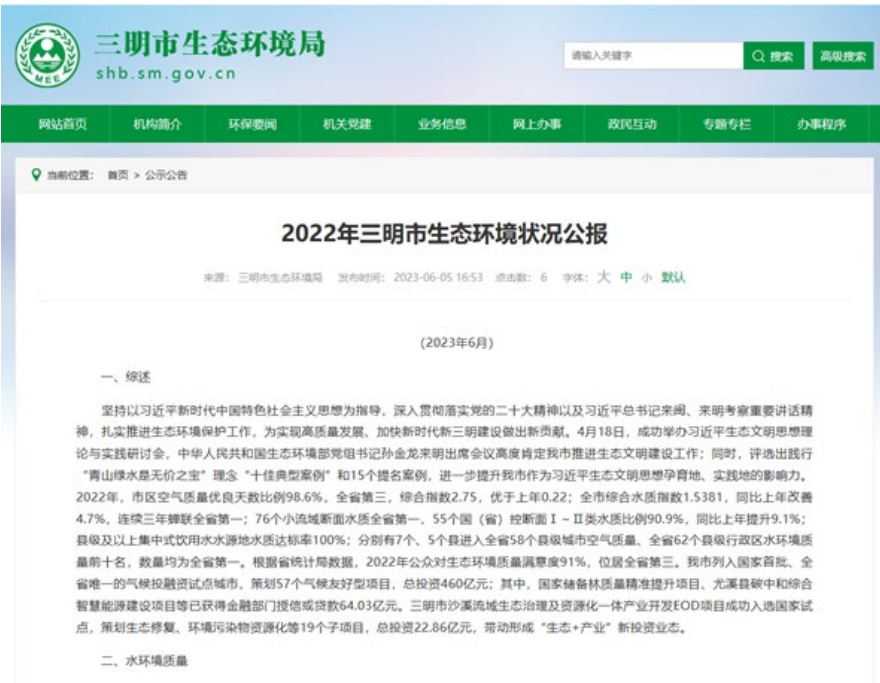 三明市生态环境局
shb.sm.gov.cn
MEE
请输入关键字
搜索
高级搜索
网站首页 机构简介 环保要闻 机关党建 业务信息 网上办事 政民互动 专题专栏 办事程序
当前位置： 首页 > 公示公告
2022年三明市生态环境状况公报
来源：三明市生态环境局 发布时间：2023-06-05 16:53 点击数：6 字体：大 中 小 默认
(2023年6月)
一、综述
坚持以习近平新时代中国特色社会主义思想为指导，深入贯彻落实党的二十大精神以及习近平总书记来闽、来明考察重要讲话精
神，扎实推进生态环境保护工作，为实现高质量发展、加快新时代新三明建设做出新贡献。4月18日，成功举办习近平生态文明思想理
论与实践研讨会，中华人民共和国生态环境部党组书记孙金龙来明出席会议高度肯定我市推进生态文明建设工作；同时，评选出践行
“青山绿水是无价之宝”理念“十佳典型案例”和15个提名案例，进一步提升我市作为习近平生态文明思想孕育地、实践地的影响力。
2022年，市区空气质量优良天数比例98.6%，全省第三，综合指数2.75，优于上年0.22；全市综合水质指数1.5381，同比上年改善
4.7%，连续三年蝉联全省第一；76个小流域断面水质全省第一，55个国（省）控断面Ⅰ~Ⅱ类水质比例90.9%，同比上年提升9.1%；
县级及以上集中式饮用水水源地水质达标率100%；分别有7个、5个县进入全省58个县级城市空气质量、全省62个县级行政区水环境质
量前十名，数量均为全省第一。根据省统计局数据，2022年公众对生态环境质量满意度91%，位居全省第三。我市列入国家首批、全
省唯一的气候投融资试点城市，策划57个气候友好型项目，总投资460亿元；其中，国家储备林质量精准提升项目、尤溪县碳中和综合
智慧能源建设项目等已获得金融部门授信或贷款64.03亿元。三明市沙溪流域生态治理及资源化一体产业开发EOD项目成功入选国家试
点，策划生态修复、环境污染物资源化等19个子项目，总投资22.86亿元，带动形成“生态+产业”新投资业态。
二、水环境质量